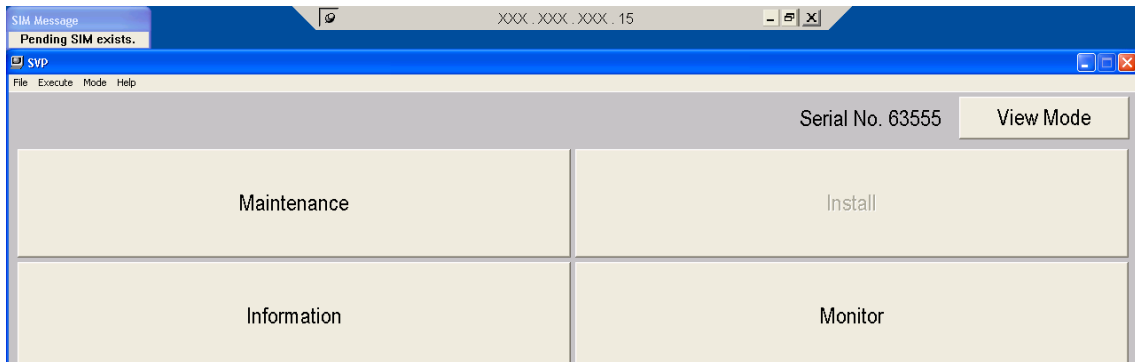 SIM Message
XXX . XXX . XXX . 15
Pending SIM exists.
SVP
File Execute Mode Help
Serial No. 63555
View Mode
Maintenance
Install
Information
Monitor